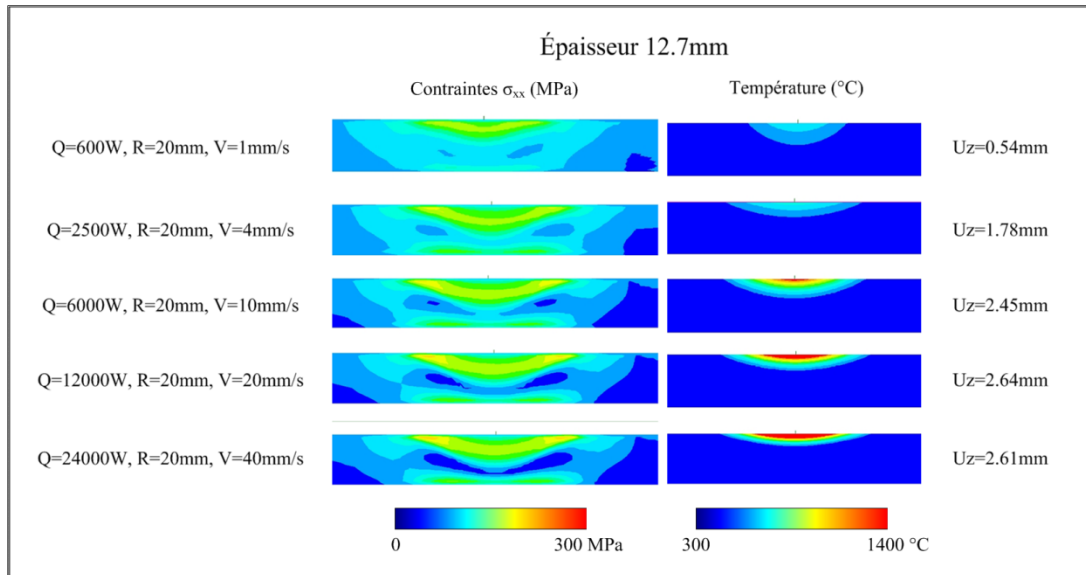 Épaisseur 12.7mm
Contraintes σxx (MPa) Température (°C)
Q=600W, R=20mm, V=1mm/s Uz=0.54mm
Q=2500W, R=20mm, V=4mm/s Uz=1.78mm
Q=6000W, R=20mm, V=10mm/s Uz=2.45mm
Q=12000W, R=20mm, V=20mm/s Uz=2.64mm
Q=24000W, R=20mm, V=40mm/s Uz=2.61mm
0 300 MPa 300 1400 °C